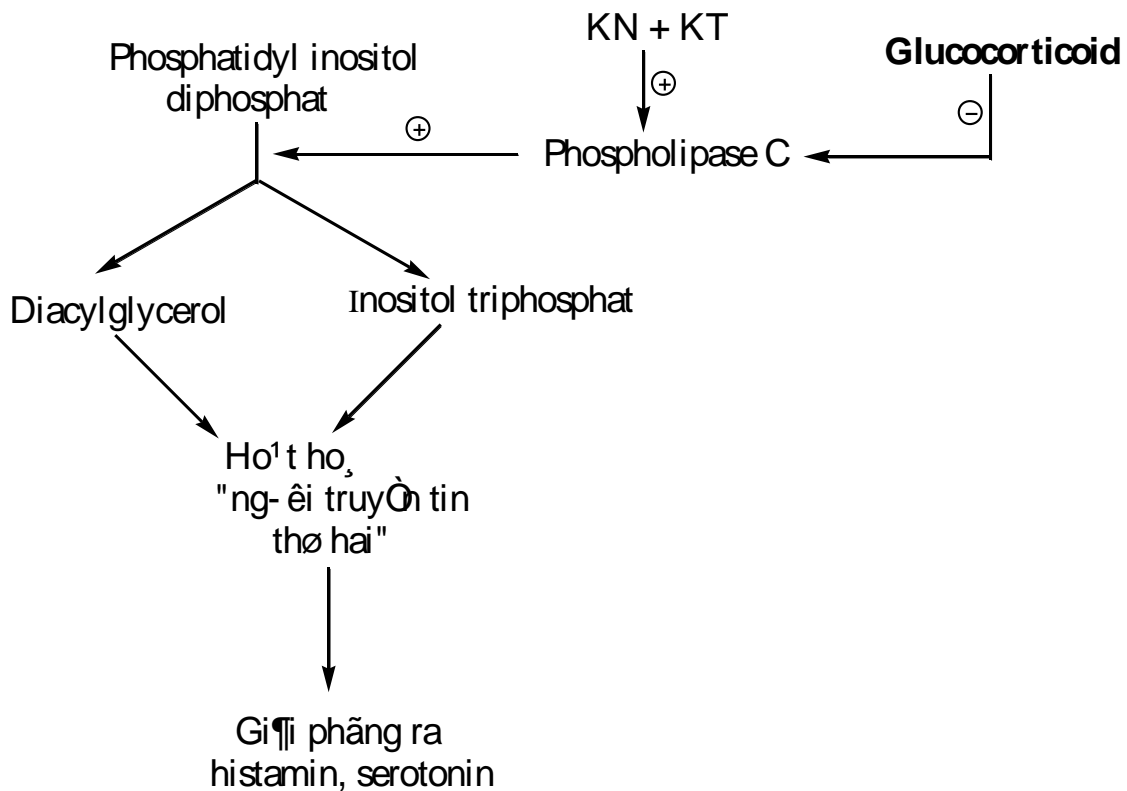 Phosphatidyl inositol
diphosphat
KN + KT
Glucocorticoid
+
−
+
Phospholipase C
Diacylglycerol
Inositol triphosphat
Ho¹t ho¸
"ng-êi truyÒn tin
thø hai"
Gi¶i phãng ra
histamin, serotonin